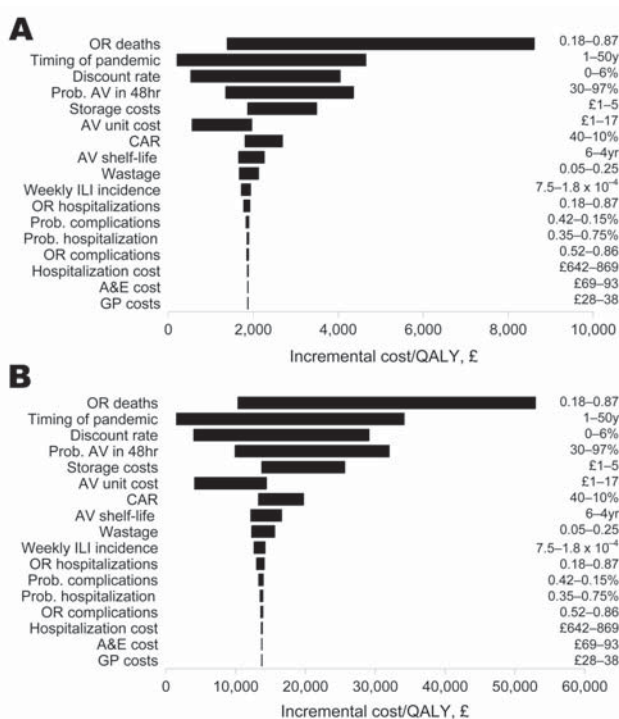 A
OR deaths 0.18–0.87
Timing of pandemic 1–50y
Discount rate 0–6%
Prob. AV in 48hr 30–97%
Storage costs £1–5
AV unit cost £1–17
CAR 40–10%
AV shelf-life 6–4yr
Wastage 0.05–0.25
Weekly ILI incidence 7.5–1.8 x 10⁻⁴
OR hospitalizations 0.18–0.87
Prob. complications 0.42–0.15%
Prob. hospitalization 0.35–0.75%
OR complications 0.52–0.86
Hospitalization cost £642–869
A&E cost £69–93
GP costs £28–38
0 2,000 4,000 6,000 8,000 10,000
Incremental cost/QALY, £
B
OR deaths 0.18–0.87
Timing of pandemic 1–50y
Discount rate 0–6%
Prob. AV in 48hr 30–97%
Storage costs £1–5
AV unit cost £1–17
CAR 40–10%
AV shelf-life 6–4yr
Wastage 0.05–0.25
Weekly ILI incidence 7.5–1.8 x 10⁻⁴
OR hospitalizations 0.18–0.87
Prob. complications 0.42–0.15%
Prob. hospitalization 0.35–0.75%
OR complications 0.52–0.86
Hospitalization cost £642–869
A&E cost £69–93
GP costs £28–38
0 10,000 20,000 30,000 40,000 50,000 60,000
Incremental cost/QALY, £